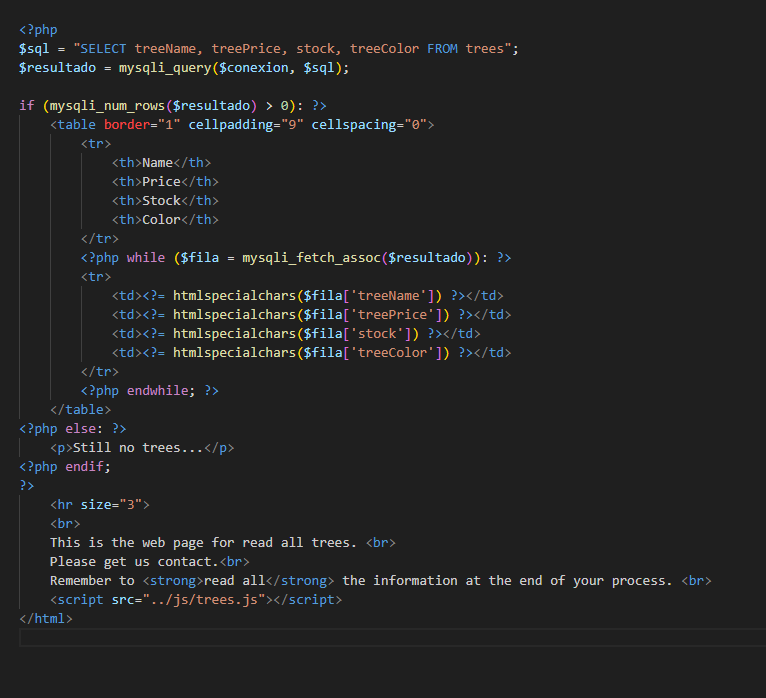 <?php
$sql = "SELECT treeName, treePrice, stock, treeColor FROM trees";
$resultado = mysqli_query($conexion, $sql);
if (mysqli_num_rows($resultado) > 0): ?>
<table border="1" cellpadding="9" cellspacing="0">
<tr>
<th>Name</th>
<th>Price</th>
<th>Stock</th>
<th>Color</th>
</tr>
<?php while ($fila = mysqli_fetch_assoc($resultado)): ?>
<tr>
<td><?= htmlspecialchars($fila['treeName']) ?></td>
<td><?= htmlspecialchars($fila['treePrice']) ?></td>
<td><?= htmlspecialchars($fila['stock']) ?></td>
<td><?= htmlspecialchars($fila['treeColor']) ?></td>
</tr>
<?php endwhile; ?>
</table>
<?php else: ?>
<p>Still no trees...</p>
<?php endif;
?>
<hr size="3">
<br>
This is the web page for read all trees. <br>
Please get us contact.<br>
Remember to <strong>read all</strong> the information at the end of your process. <br>
<script src="../js/trees.js"></script>
</html>